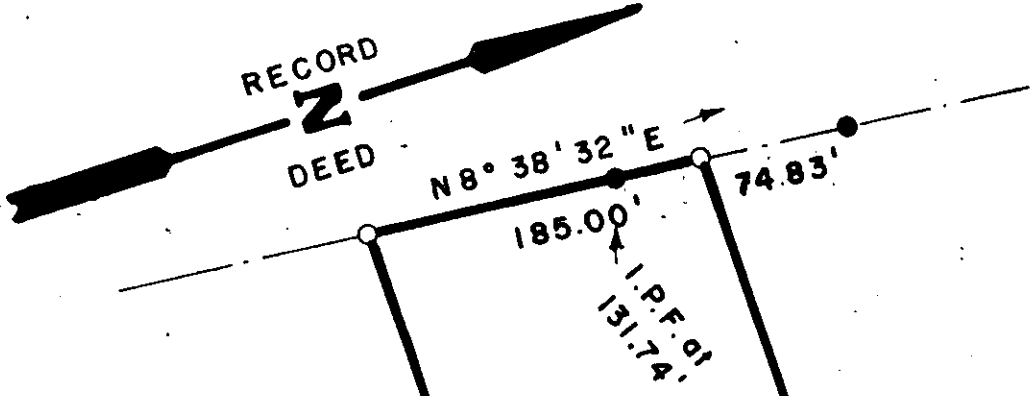 RECORD
N
DEED
N 8° 38' 32" E
185.00'
74.83'
I.P.F. at
131.74'